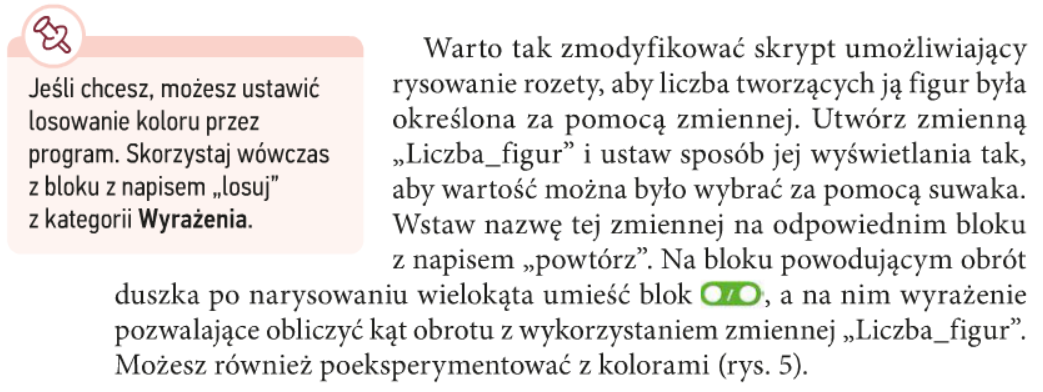 Jeśli chcesz, możesz ustawić
losowanie koloru przez
program. Skorzystaj wówczas
z bloku z napisem „losuj”
z kategorii Wyrażenia.
Warto tak zmodyfikować skrypt umożliwiający
rysowanie rozety, aby liczba tworzących ją figur była
określona za pomocą zmiennej. Utwórz zmienną
„Liczba_figur” i ustaw sposób jej wyświetlania tak,
aby wartość można było wybrać za pomocą suwaka.
Wstaw nazwę tej zmiennej na odpowiednim bloku
z napisem „powtórz”. Na bloku powodującym obrót
duszka po narysowaniu wielokąta umieść blok /, a na nim wyrażenie
pozwalające obliczyć kąt obrotu z wykorzystaniem zmiennej „Liczba_figur”.
Możesz również poeksperymentować z kolorami (rys. 5).